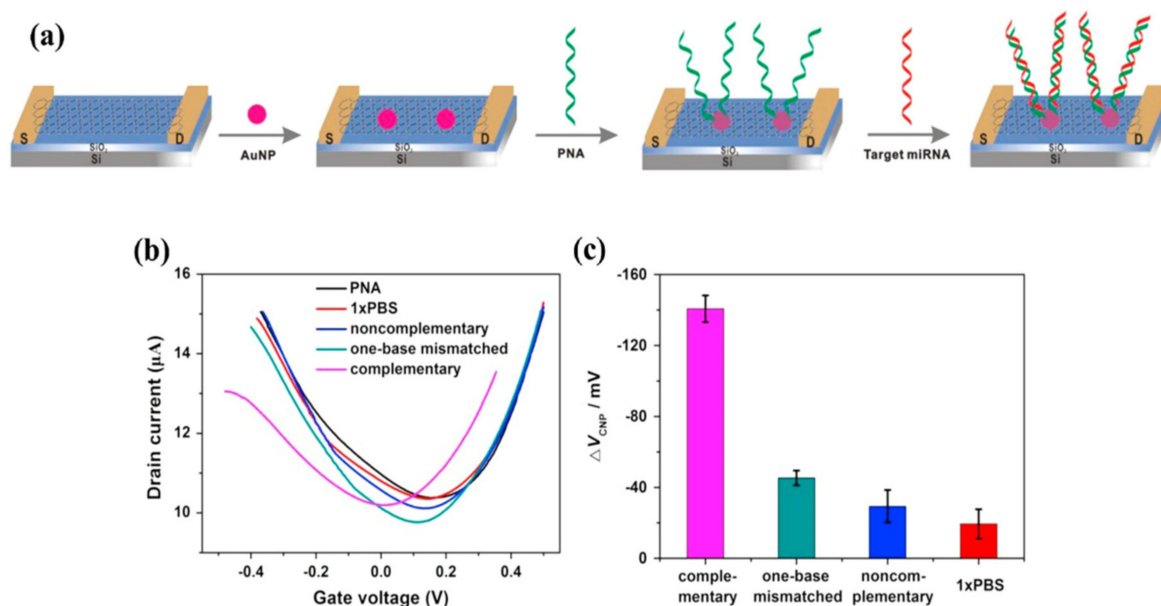 (a)
S
D
SiO₂
Si
AuNP
S
D
SiO₂
Si
PNA
S
D
SiO₂
Si
Target miRNA
S
D
SiO₂
Si
(b)
16
14
12
10
Drain current (μA)
PNA
1xPBS
noncomplementary
one-base mismatched
complementary
-0.4
-0.2
0.0
0.2
0.4
Gate voltage (V)
(c)
-160
-120
-80
-40
0
△VCNP / mV
comple-
mentary
one-base
mismatched
noncom-
plementary
1xPBS